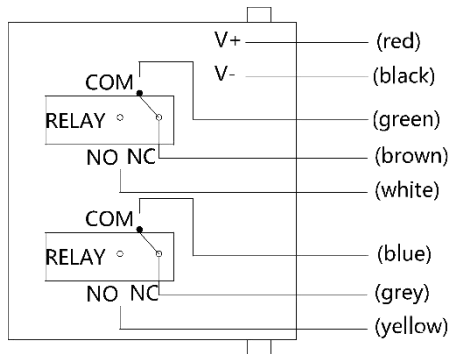 V+ (red)
V- (black)
COM
(green)
RELAY
(brown)
NO NC
(white)
COM
(blue)
RELAY
(grey)
NO NC
(yellow)